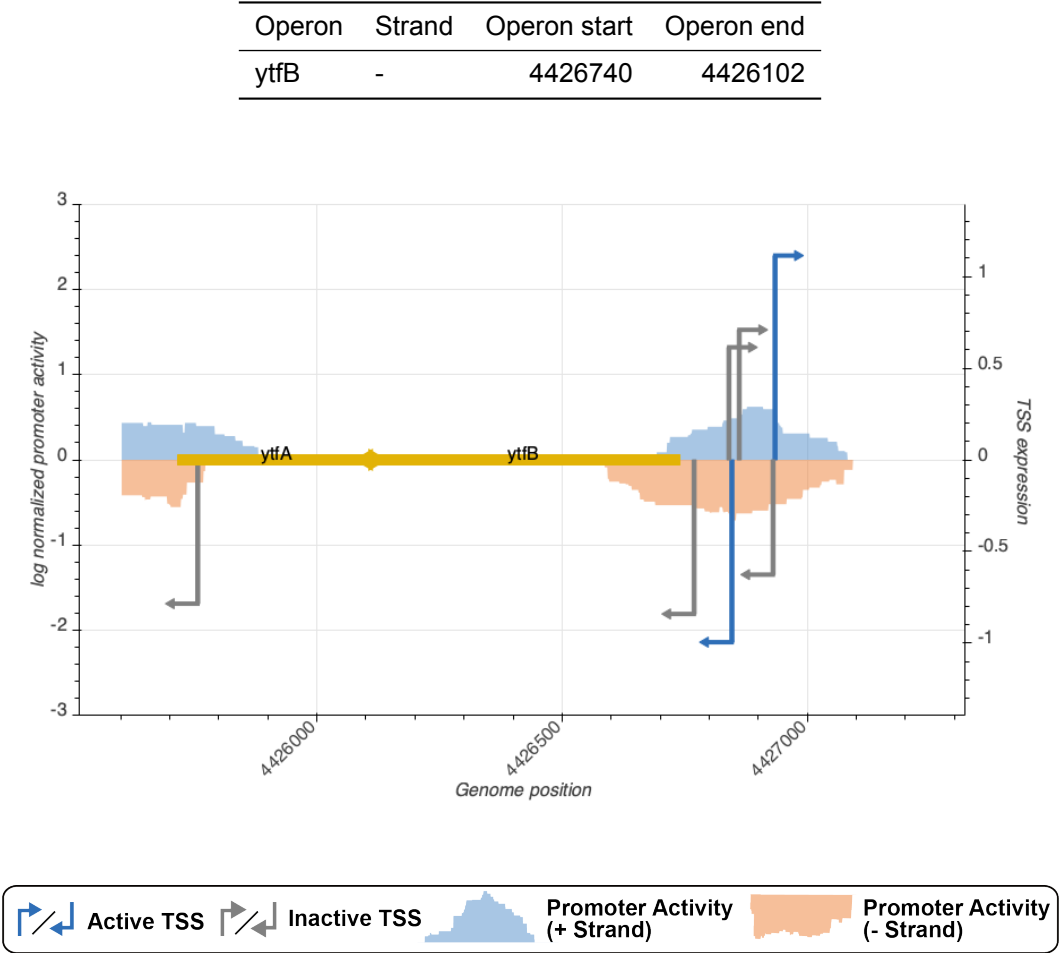 Operon Strand Operon start Operon end
ytfB - 4426740 4426102
3
2
1
0
-1
-2
-3
log normalized promoter activity
1
0.5
0
-0.5
-1
TSS expression
ytfA
ytfB
4426000
4426500
4427000
Genome position
Active TSS
Inactive TSS
Promoter Activity
(+ Strand)
Promoter Activity
(- Strand)